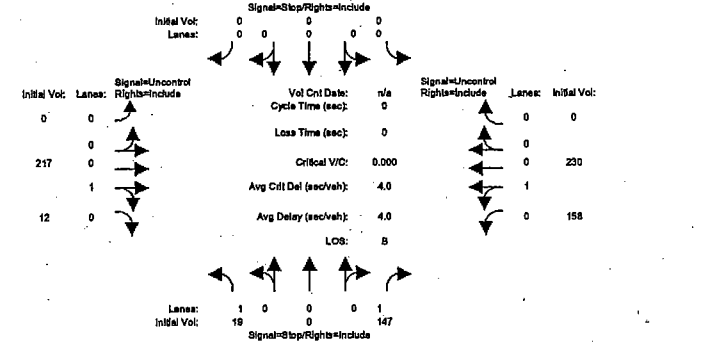 Signal=Stop/Rights=Include
Initial Vol: 0 0 0
Lanes: 0 0 0 0 0
Signal=Uncontrol
Initial Vol: Lanes: Rights=Include
Vol Cnt Date: n/a
Signal=Uncontrol
Rights=Include Lanes: Initial Vol:
Cycle Time (sec): 0
0 0 0 0
Loss Time (sec): 0
0 0
217 0 Critical V/C: 0.000 0 230
1 Avg Crit Del (sec/veh): 4.0 1
12 0 Avg Delay (sec/veh): 4.0 0 158
LOS: B
Lanes: 1 0 0 0 1
Initial Vol: 19 0 147
Signal=Stop/Rights=Include